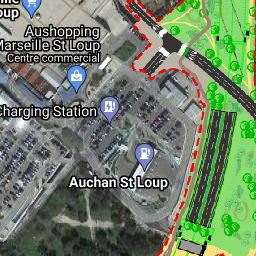 Aushopping
Marseille St Loup
Centre commercial
Charging Station
Auchan St Loup